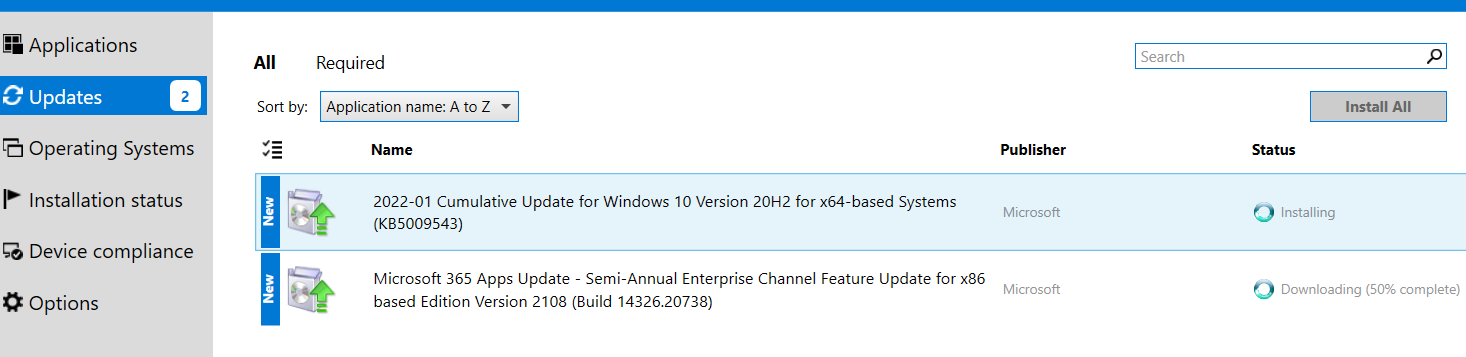 Applications
Updates 2
Operating Systems
Installation status
Device compliance
Options
All Required
Search
Sort by: Application name: A to Z
Install All
Name Publisher Status
New
2022-01 Cumulative Update for Windows 10 Version 20H2 for x64-based Systems
(KB5009543)
Microsoft
Installing
New
Microsoft 365 Apps Update - Semi-Annual Enterprise Channel Feature Update for x86
based Edition Version 2108 (Build 14326.20738)
Microsoft
Downloading (50% complete)